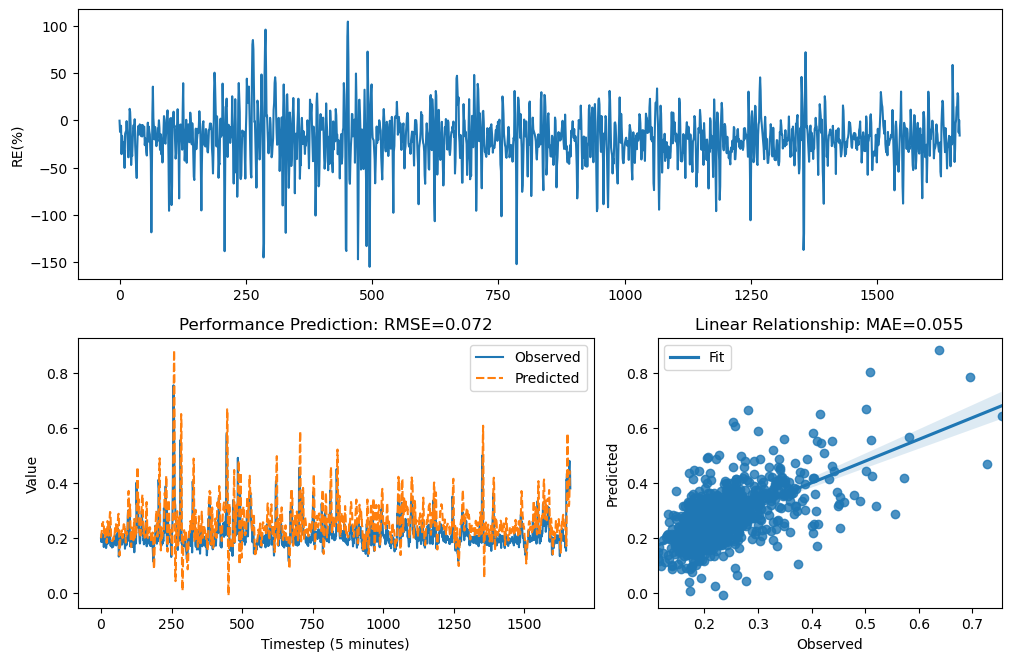 100
50
0
−50
−100
−150
RE(%)
0 250 500 750 1000 1250 1500
Performance Prediction: RMSE=0.072
Observed
Predicted
0.8
0.6
0.4
0.2
0.0
Value
0 250 500 750 1000 1250 1500
Timestep (5 minutes)
Linear Relationship: MAE=0.055
Fit
0.8
0.6
0.4
0.2
0.0
Predicted
0.2 0.3 0.4 0.5 0.6 0.7
Observed